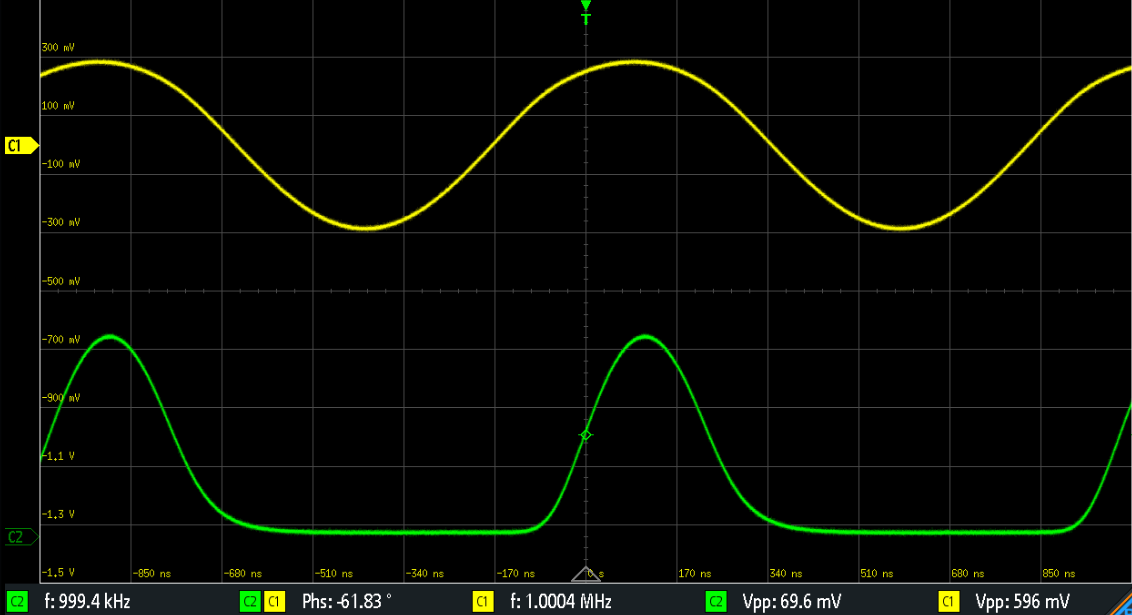 T
300 mV
100 mV
C1
-100 mV
-300 mV
-500 mV
-700 mV
-900 mV
-1.1 V
-1.3 V
C2
-1.5 V -850 ns -680 ns -510 ns -340 ns -170 ns 0 s 170 ns 340 ns 510 ns 680 ns 850 ns
C2 f: 999.4 kHz C2 C1 Phs: -61.83 ° C1 f: 1.0004 MHz C2 Vpp: 69.6 mV C1 Vpp: 596 mV